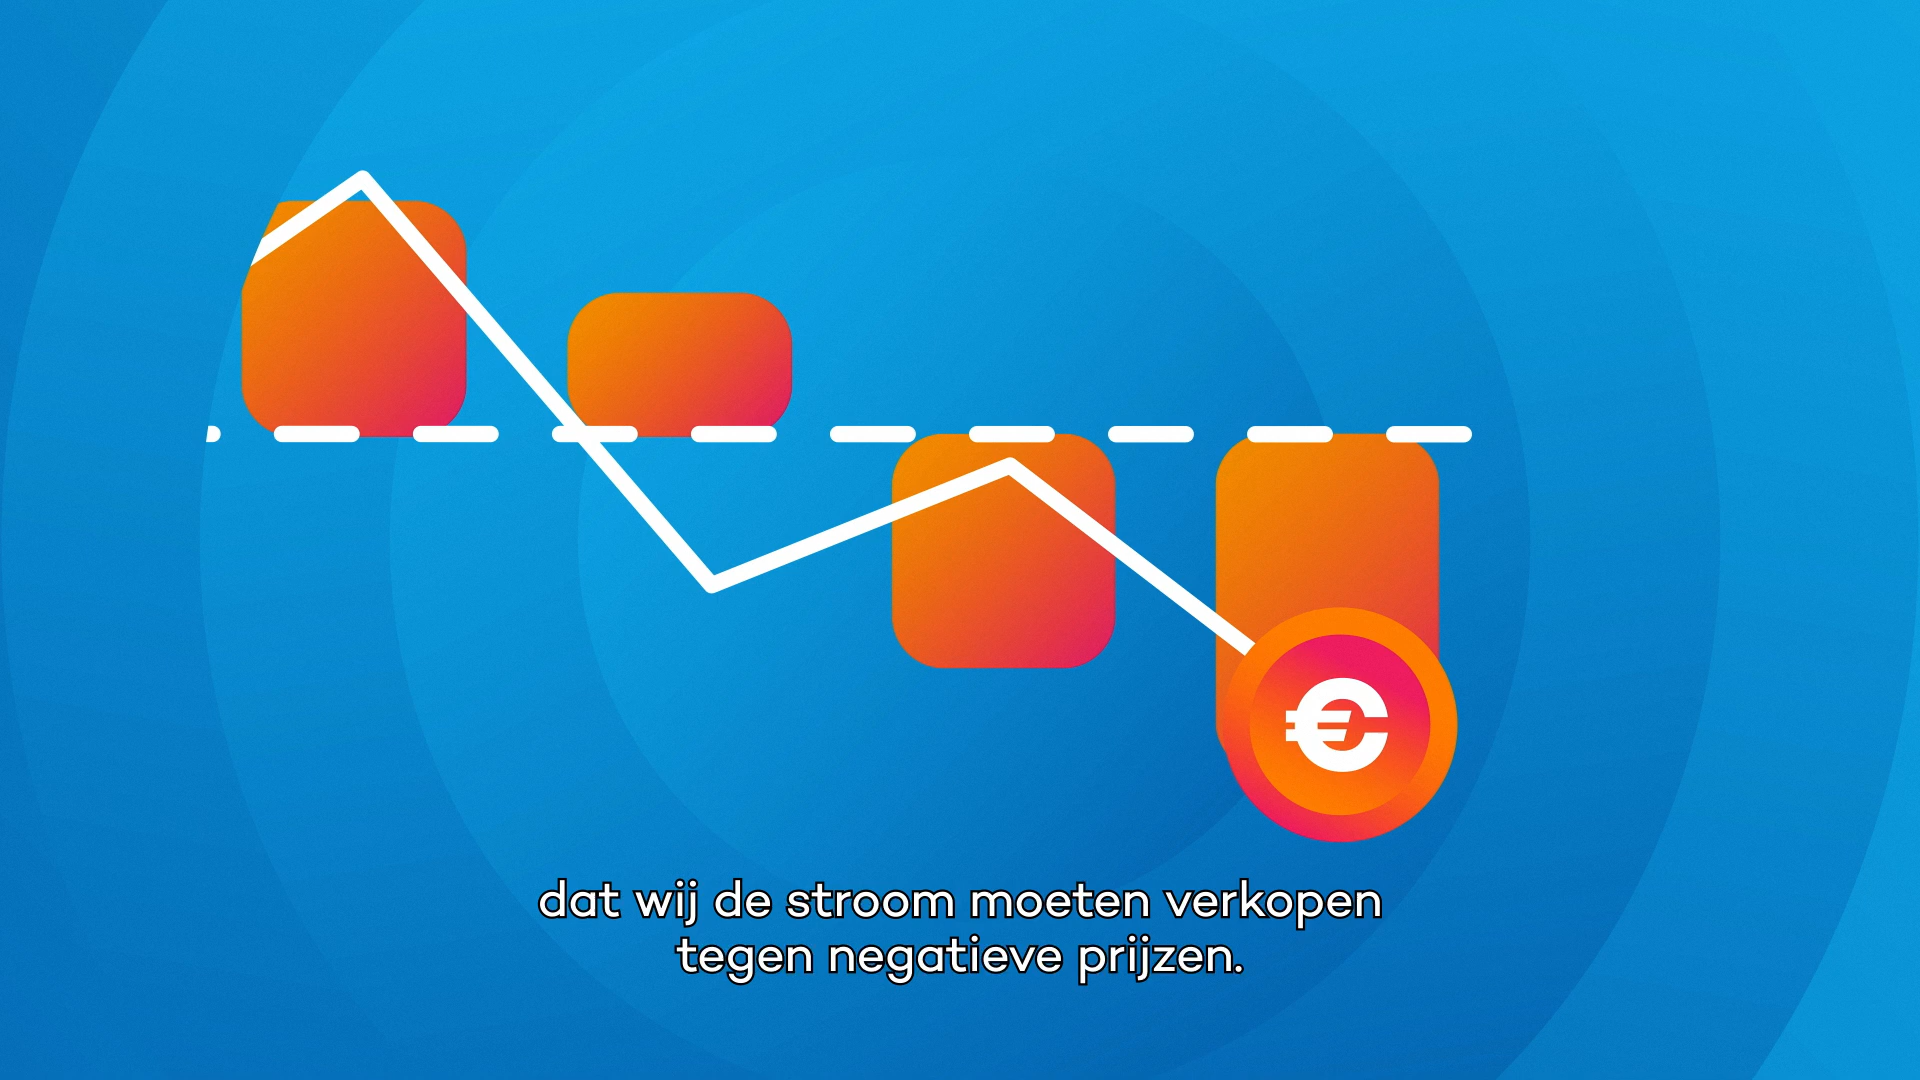 €
dat wij de stroom moeten verkopen
tegen negatieve prijzen.